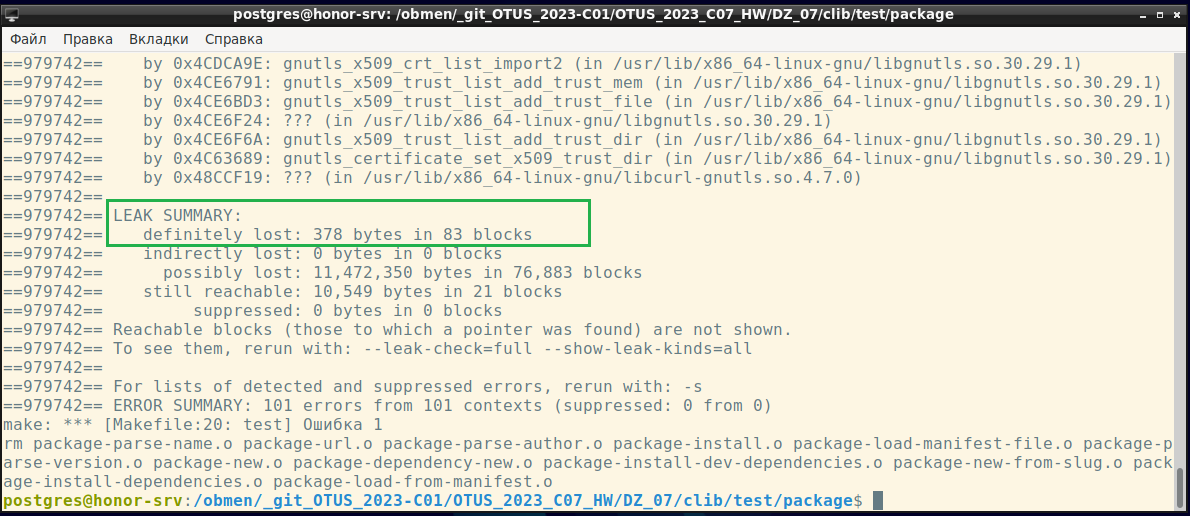 postgres@honor-srv: /obmen/_git_OTUS_2023-C01/OTUS_2023_C07_HW/DZ_07/clib/test/package
Файл Правка Вкладки Справка
==979742==    by 0x4CDCA9E: gnutls_x509_crt_list_import2 (in /usr/lib/x86_64-linux-gnu/libgnutls.so.30.29.1)
==979742==    by 0x4CE6791: gnutls_x509_trust_list_add_trust_mem (in /usr/lib/x86_64-linux-gnu/libgnutls.so.30.29.1)
==979742==    by 0x4CE6BD3: gnutls_x509_trust_list_add_trust_file (in /usr/lib/x86_64-linux-gnu/libgnutls.so.30.29.1)
==979742==    by 0x4CE6F24: ??? (in /usr/lib/x86_64-linux-gnu/libgnutls.so.30.29.1)
==979742==    by 0x4CE6F6A: gnutls_x509_trust_list_add_trust_dir (in /usr/lib/x86_64-linux-gnu/libgnutls.so.30.29.1)
==979742==    by 0x4C63689: gnutls_certificate_set_x509_trust_dir (in /usr/lib/x86_64-linux-gnu/libgnutls.so.30.29.1)
==979742==    by 0x48CCF19: ??? (in /usr/lib/x86_64-linux-gnu/libcurl-gnutls.so.4.7.0)
==979742==
==979742== LEAK SUMMARY:
==979742==    definitely lost: 378 bytes in 83 blocks
==979742==    indirectly lost: 0 bytes in 0 blocks
==979742==      possibly lost: 11,472,350 bytes in 76,883 blocks
==979742==    still reachable: 10,549 bytes in 21 blocks
==979742==         suppressed: 0 bytes in 0 blocks
==979742== Reachable blocks (those to which a pointer was found) are not shown.
==979742== To see them, rerun with: --leak-check=full --show-leak-kinds=all
==979742==
==979742== For lists of detected and suppressed errors, rerun with: -s
==979742== ERROR SUMMARY: 101 errors from 101 contexts (suppressed: 0 from 0)
make: *** [Makefile:20: test] Ошибка 1
rm package-parse-name.o package-url.o package-parse-author.o package-install.o package-load-manifest-file.o package-p
arse-version.o package-new.o package-dependency-new.o package-install-dev-dependencies.o package-new-from-slug.o pack
age-install-dependencies.o package-load-from-manifest.o
postgres@honor-srv:/obmen/_git_OTUS_2023-C01/OTUS_2023_C07_HW/DZ_07/clib/test/package$